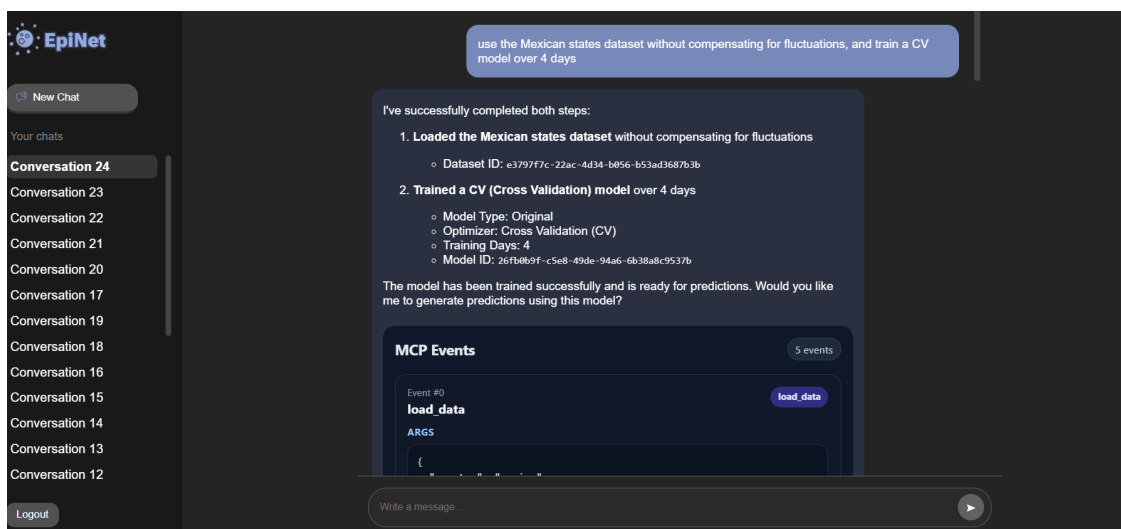 EpiNet
New Chat
Your chats
Conversation 24
Conversation 23
Conversation 22
Conversation 21
Conversation 20
Conversation 17
Conversation 19
Conversation 18
Conversation 16
Conversation 15
Conversation 14
Conversation 13
Conversation 12
Logout
use the Mexican states dataset without compensating for fluctuations, and train a CV
model over 4 days
I've successfully completed both steps:
1. Loaded the Mexican states dataset without compensating for fluctuations
Dataset ID: e3797f7c-22ac-4d34-b056-b53ad3687b3b
2. Trained a CV (Cross Validation) model over 4 days
Model Type: Original
Optimizer: Cross Validation (CV)
Training Days: 4
Model ID: 26fb0b9f-c5e8-49de-94a6-6b38a8c9537b
The model has been trained successfully and is ready for predictions. Would you like
me to generate predictions using this model?
MCP Events
5 events
Event #0
load_data
load_data
ARGS
{
Write a message...